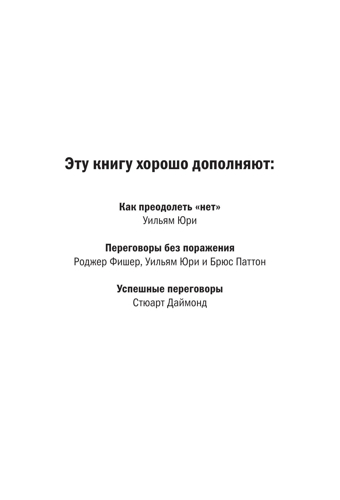 Эту книгу хорошо дополняют:
Как преодолеть «нет»
Уильям Юри
Переговоры без поражения
Роджер Фишер, Уильям Юри и Брюс Паттон
Успешные переговоры
Стюарт Даймонд